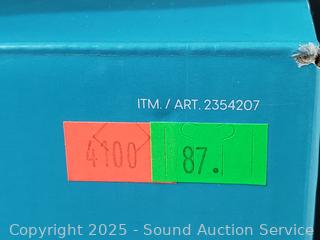 ITM. / ART. 2354207
4100 87.
Copyright © 2025 - Sound Auction Service